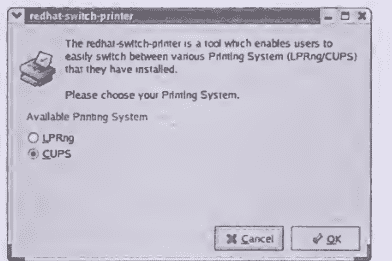 redhat-switch-printer
The redhat-switch-printer is a tool which enables users to
easily switch between various Printing System (LPRng/CUPS)
that they have installed.
Please choose your Printing System.
Available Printing System
LPRng
CUPS
Cancel
OK